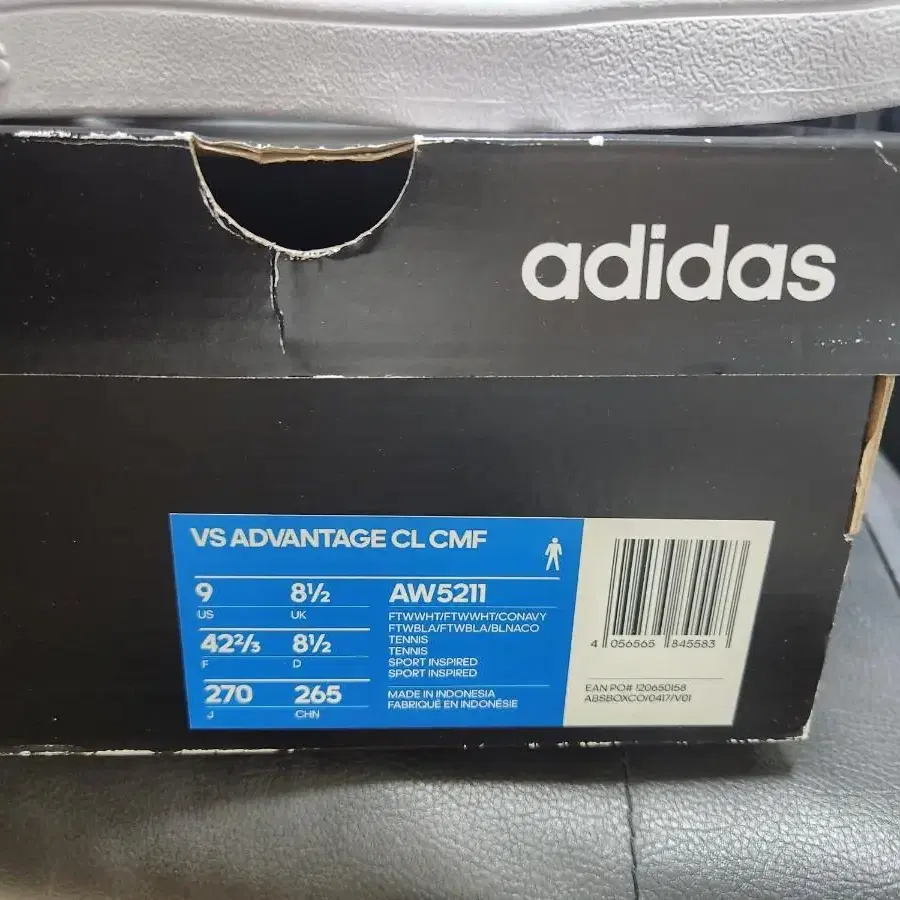 adidas
VS ADVANTAGE CL CMF
9 8½ AW5211
US UK
FTWWHT/FTWWHT/CONAVY
FTWBLA/FTWBLA/BLNACO
42⅔ 8½
F D
TENNIS
TENNIS
SPORT INSPIRED
SPORT INSPIRED
270 265
J CHN
MADE IN INDONESIA
FABRIQUÉ EN INDONÉSIE
4 056565 845583
EAN PO# 120650158
ABSBOXCO/0417/V01